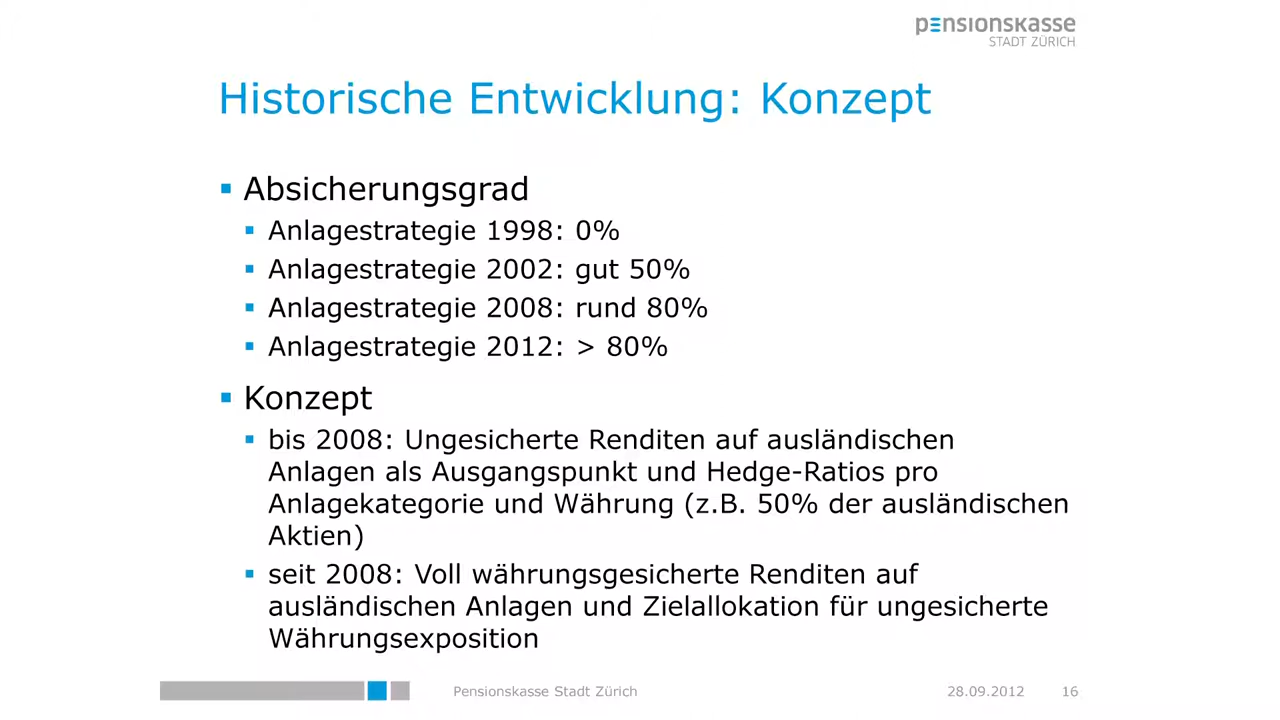 pensionskasse
STADT ZÜRICH
Historische Entwicklung: Konzept
Absicherungsgrad
Anlagestrategie 1998: 0%
Anlagestrategie 2002: gut 50%
Anlagestrategie 2008: rund 80%
Anlagestrategie 2012: > 80%
Konzept
bis 2008: Ungesicherte Renditen auf ausländischen
Anlagen als Ausgangspunkt und Hedge-Ratios pro
Anlagekategorie und Währung (z.B. 50% der ausländischen
Aktien)
seit 2008: Voll währungsgesicherte Renditen auf
ausländischen Anlagen und Zielallokation für ungesicherte
Währungsexposition
Pensionskasse Stadt Zürich 28.09.2012 16